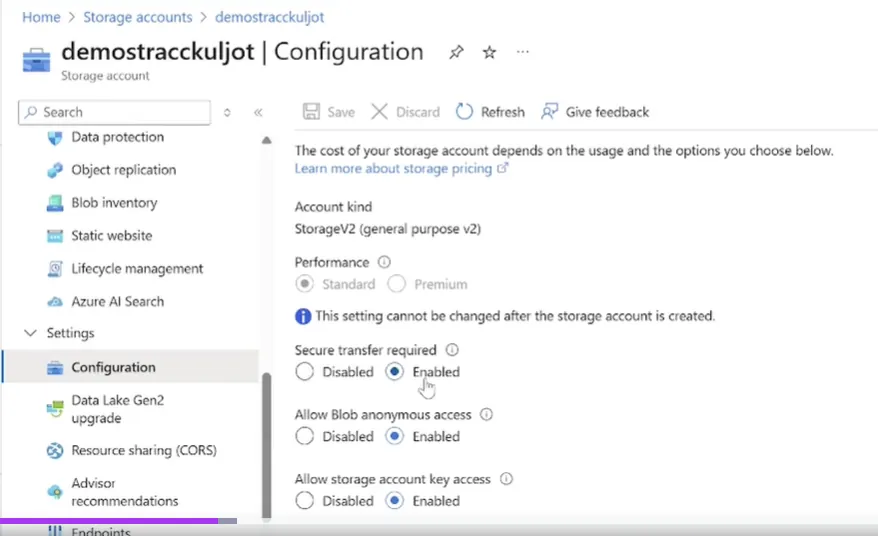 Home > Storage accounts > demostracckuljot
demostracckuljot | Configuration
Storage account
Search
Data protection
Object replication
Blob inventory
Static website
Lifecycle management
Azure AI Search
Settings
Configuration
Data Lake Gen2
upgrade
Resource sharing (CORS)
Advisor
recommendations
Endpoints
Save Discard Refresh Give feedback
The cost of your storage account depends on the usage and the options you choose below.
Learn more about storage pricing
Account kind
StorageV2 (general purpose v2)
Performance
Standard Premium
This setting cannot be changed after the storage account is created.
Secure transfer required
Disabled Enabled
Allow Blob anonymous access
Disabled Enabled
Allow storage account key access
Disabled Enabled